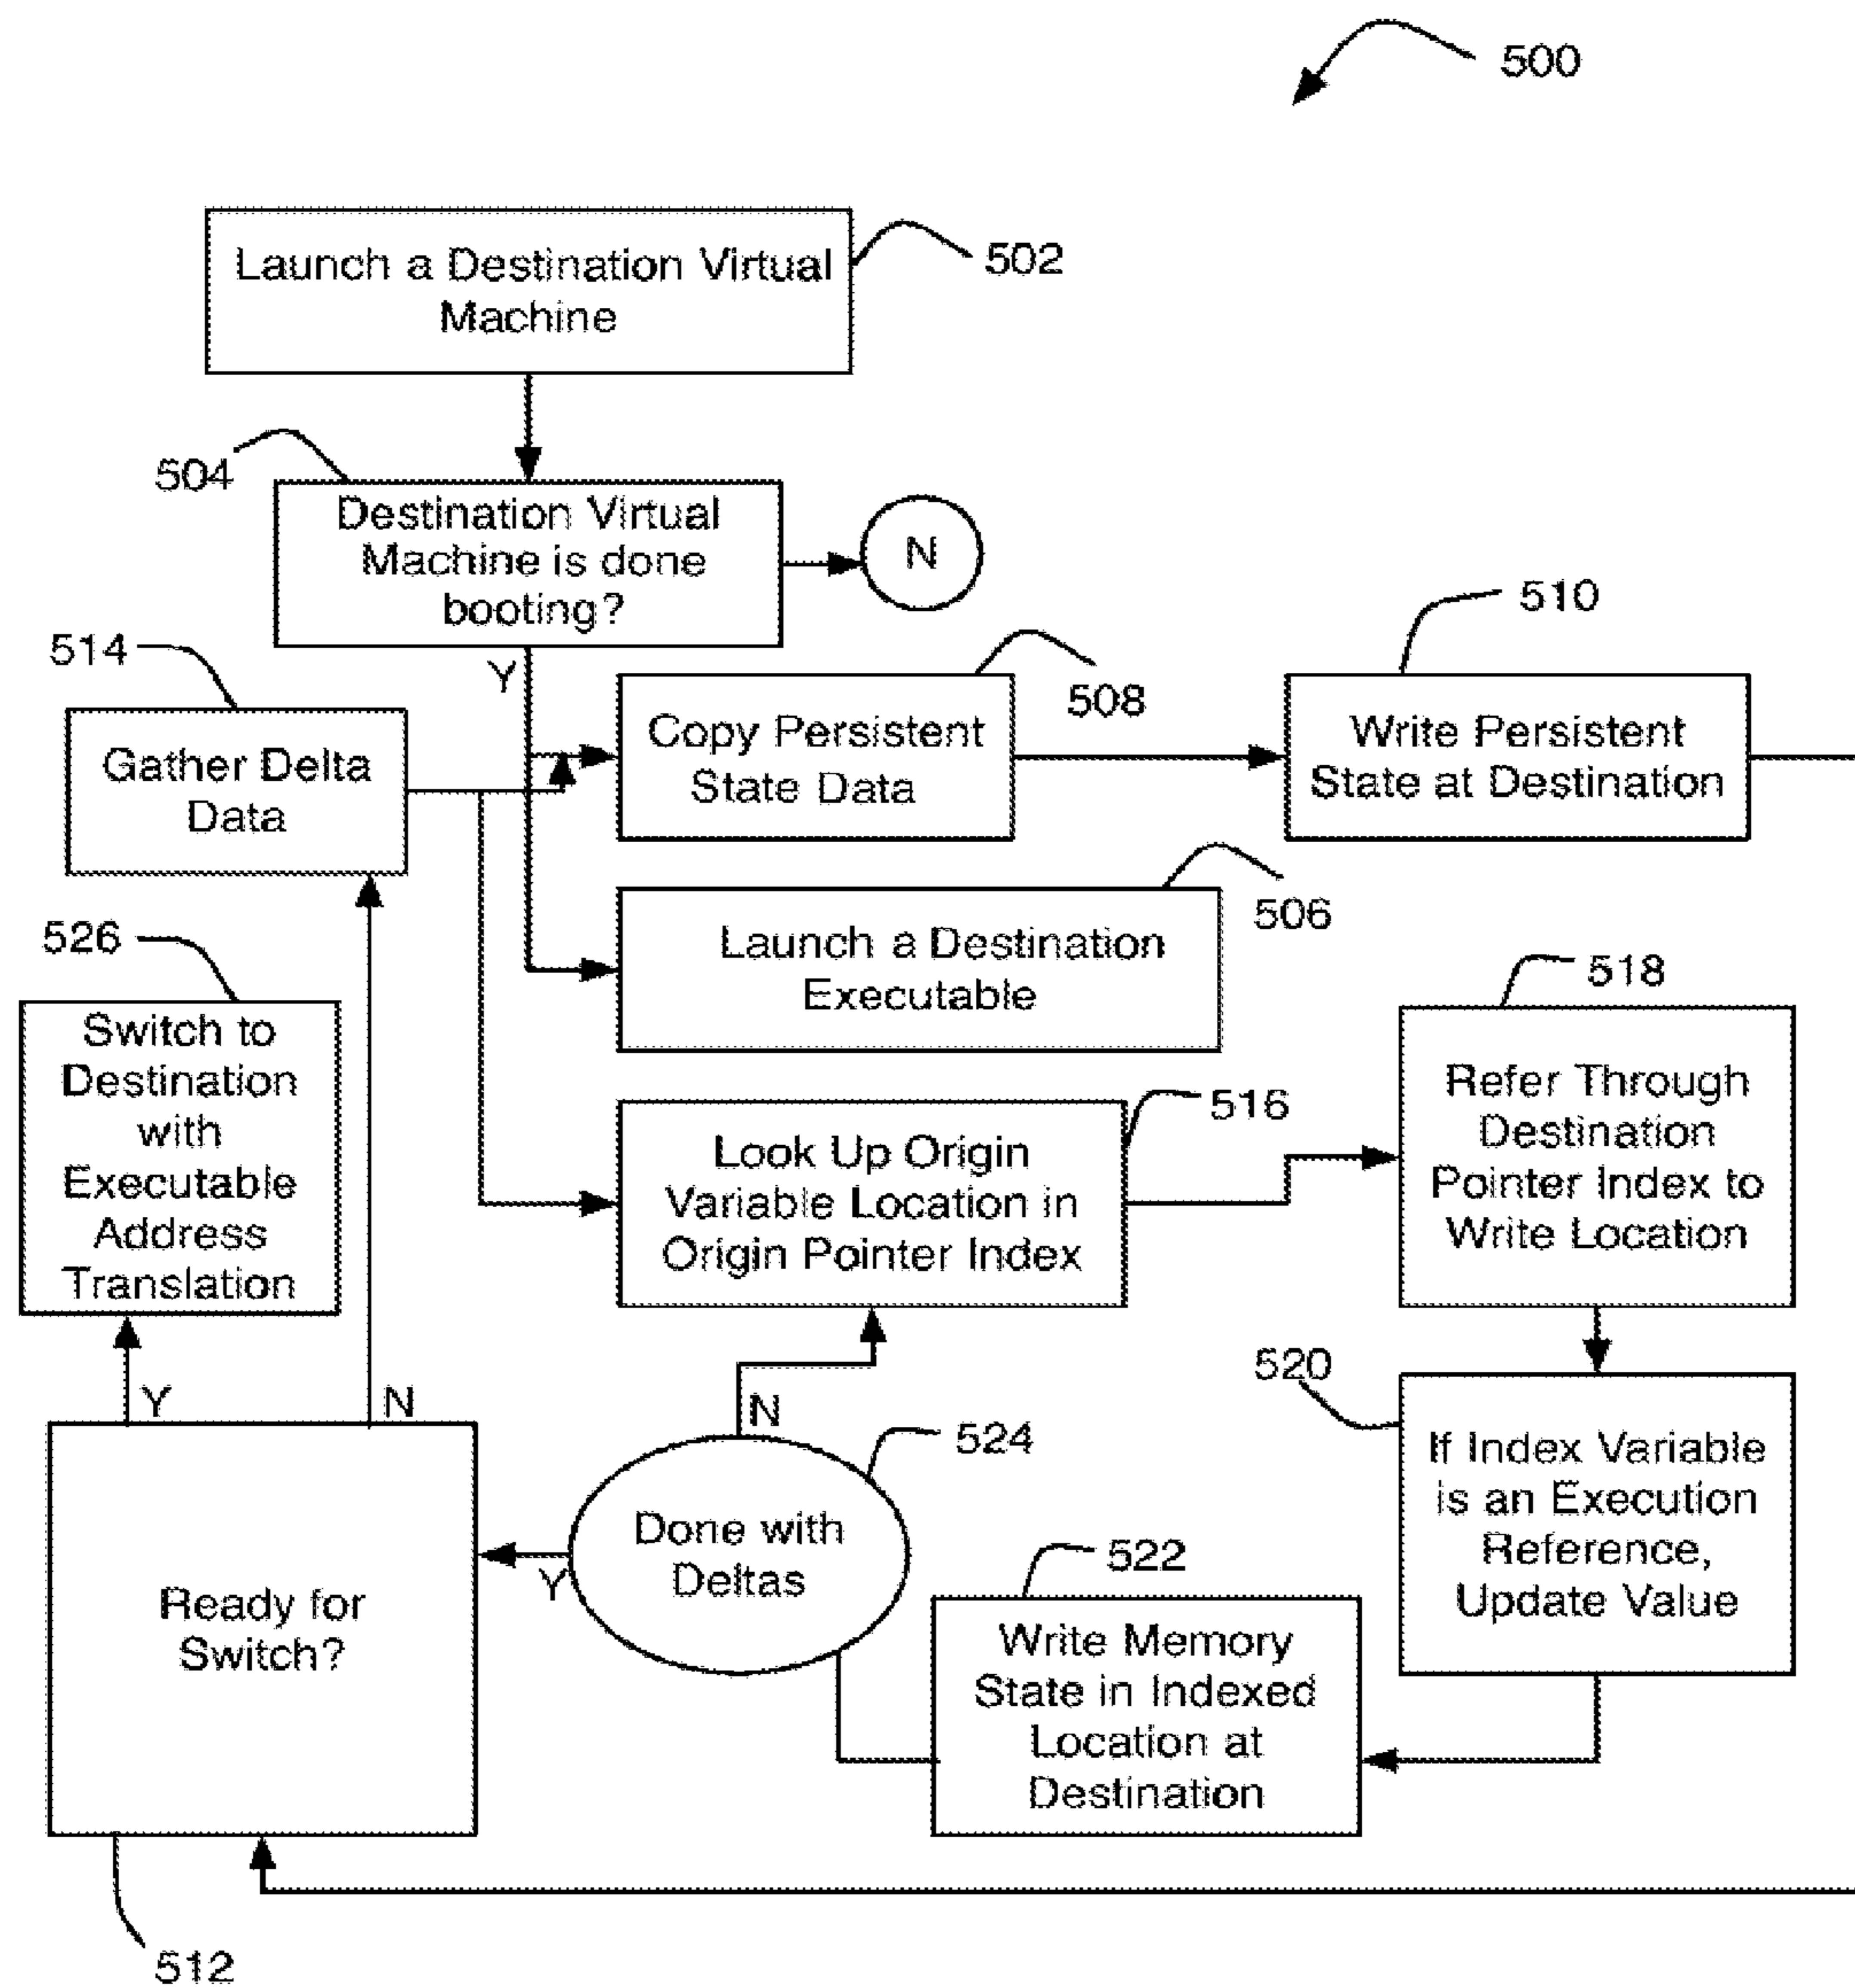 500
Launch a Destination Virtual
Machine
502
504
Destination Virtual
Machine is done
booting?
N
Y
514
Gather Delta
Data
508
Copy Persistent
State Data
510
Write Persistent
State at Destination
506
Launch a Destination
Executable
526
Switch to
Destination
with
Executable
Address
Translation
516
Look Up Origin
Variable Location in
Origin Pointer Index
518
Refer Through
Destination
Pointer Index to
Write Location
520
If Index Variable
is an Execution
Reference,
Update Value
522
Write Memory
State in Indexed
Location at
Destination
524
Done with
Deltas
N
Y
Y
N
Ready for
Switch?
512